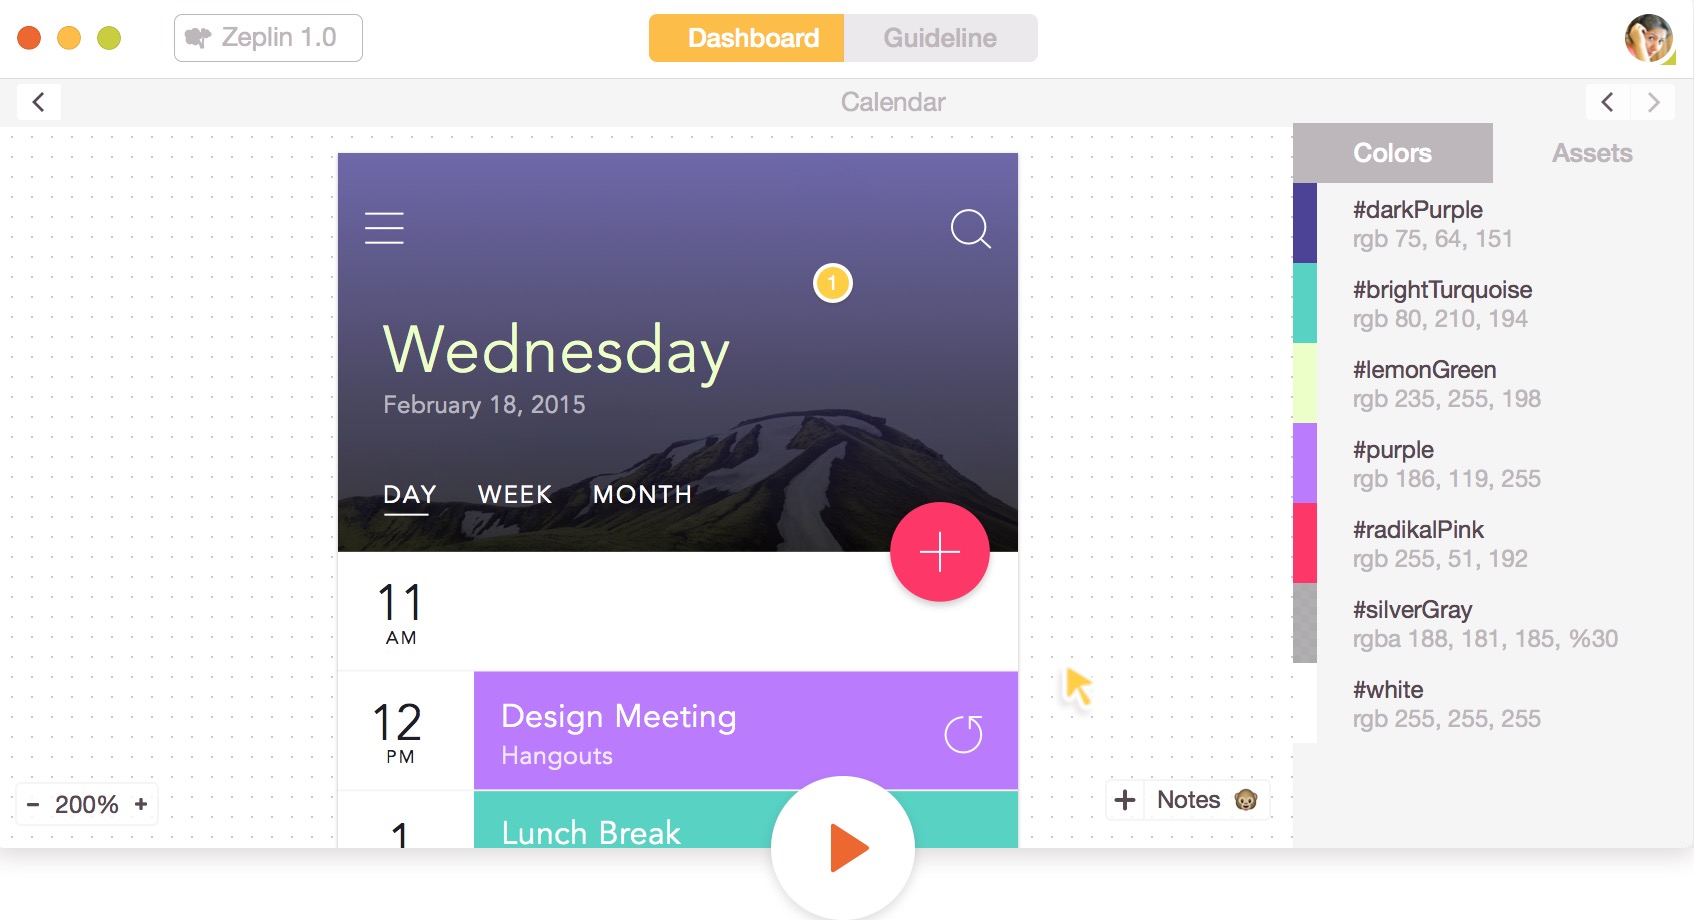 Zeplin 1.0
Dashboard
Guideline
Calendar
Colors
Assets
1
Wednesday
February 18, 2015
DAY WEEK MONTH
11
AM
12
PM
Design Meeting
Hangouts
1
Lunch Break
- 200% +
+ Notes
#darkPurple
rgb 75, 64, 151
#brightTurquoise
rgb 80, 210, 194
#lemonGreen
rgb 235, 255, 198
#purple
rgb 186, 119, 255
#radikalPink
rgb 255, 51, 192
#silverGray
rgba 188, 181, 185, %30
#white
rgb 255, 255, 255